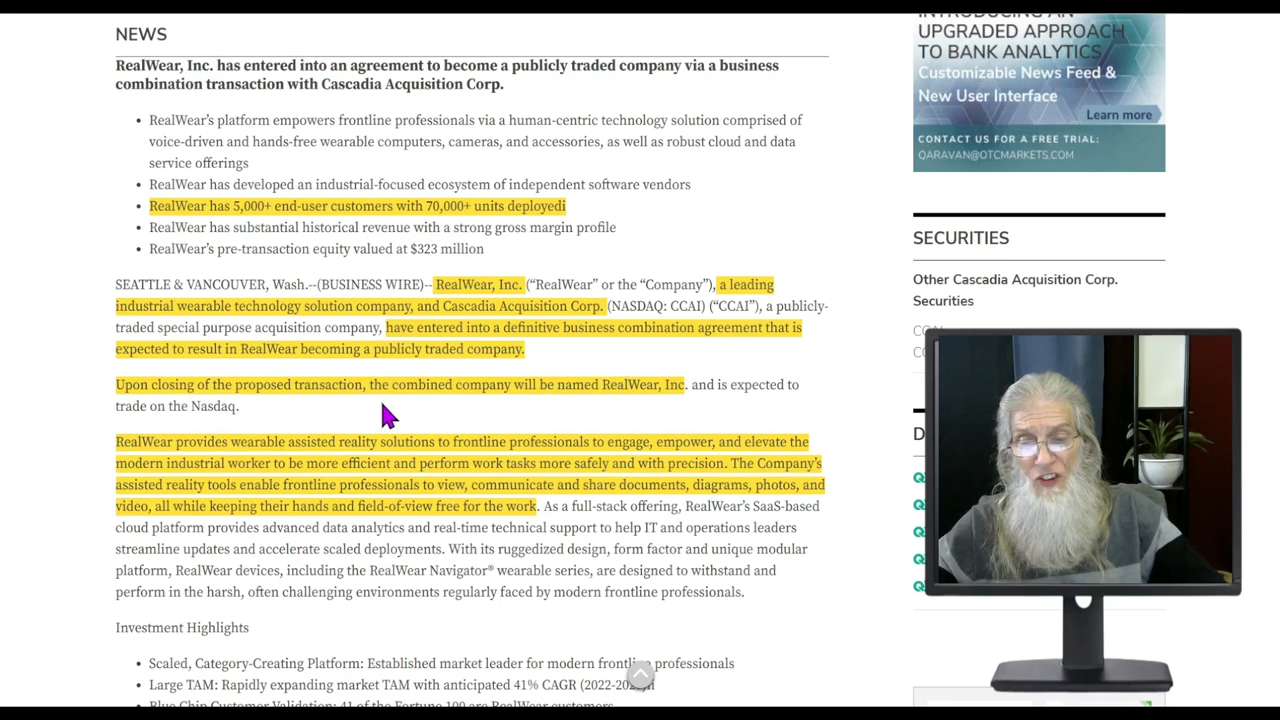 NEWS
RealWear, Inc. has entered into an agreement to become a publicly traded company via a business
combination transaction with Cascadia Acquisition Corp.
• RealWear's platform empowers frontline professionals via a human-centric technology solution comprised of
voice-driven and hands-free wearable computers, cameras, and accessories, as well as robust cloud and data
service offerings
• RealWear has developed an industrial-focused ecosystem of independent software vendors
• RealWear has 5,000+ end-user customers with 70,000+ units deployedi
• RealWear has substantial historical revenue with a strong gross margin profile
• RealWear's pre-transaction equity valued at $323 million
SEATTLE & VANCOUVER, Wash.--(BUSINESS WIRE)-- RealWear, Inc. (“RealWear” or the “Company”), a leading
industrial wearable technology solution company, and Cascadia Acquisition Corp. (NASDAQ: CCAI) (“CCAI”), a publicly-
traded special purpose acquisition company, have entered into a definitive business combination agreement that is
expected to result in RealWear becoming a publicly traded company.
Upon closing of the proposed transaction, the combined company will be named RealWear, Inc. and is expected to
trade on the Nasdaq.
RealWear provides wearable assisted reality solutions to frontline professionals to engage, empower, and elevate the
modern industrial worker to be more efficient and perform work tasks more safely and with precision. The Company's
assisted reality tools enable frontline professionals to view, communicate and share documents, diagrams, photos, and
video, all while keeping their hands and field-of-view free for the work. As a full-stack offering, RealWear's SaaS-based
cloud platform provides advanced data analytics and real-time technical support to help IT and operations leaders
streamline updates and accelerate scaled deployments. With its ruggedized design, form factor and unique modular
platform, RealWear devices, including the RealWear Navigator® wearable series, are designed to withstand and
perform in the harsh, often challenging environments regularly faced by modern frontline professionals.
Investment Highlights
• Scaled, Category-Creating Platform: Established market leader for modern frontline professionals
• Large TAM: Rapidly expanding market TAM with anticipated 41% CAGR
• Blue Chip Customer Validation: 41 of the Fortune 100 are RealWear customers
INTRODUCING AN
UPGRADED APPROACH
TO BANK ANALYTICS
Customizable News Feed &
New User Interface
Learn more
CONTACT US FOR A FREE TRIAL:
QARAVAN@OTCMARKETS.COM
SECURITIES
Other Cascadia Acquisition Corp.
Securities